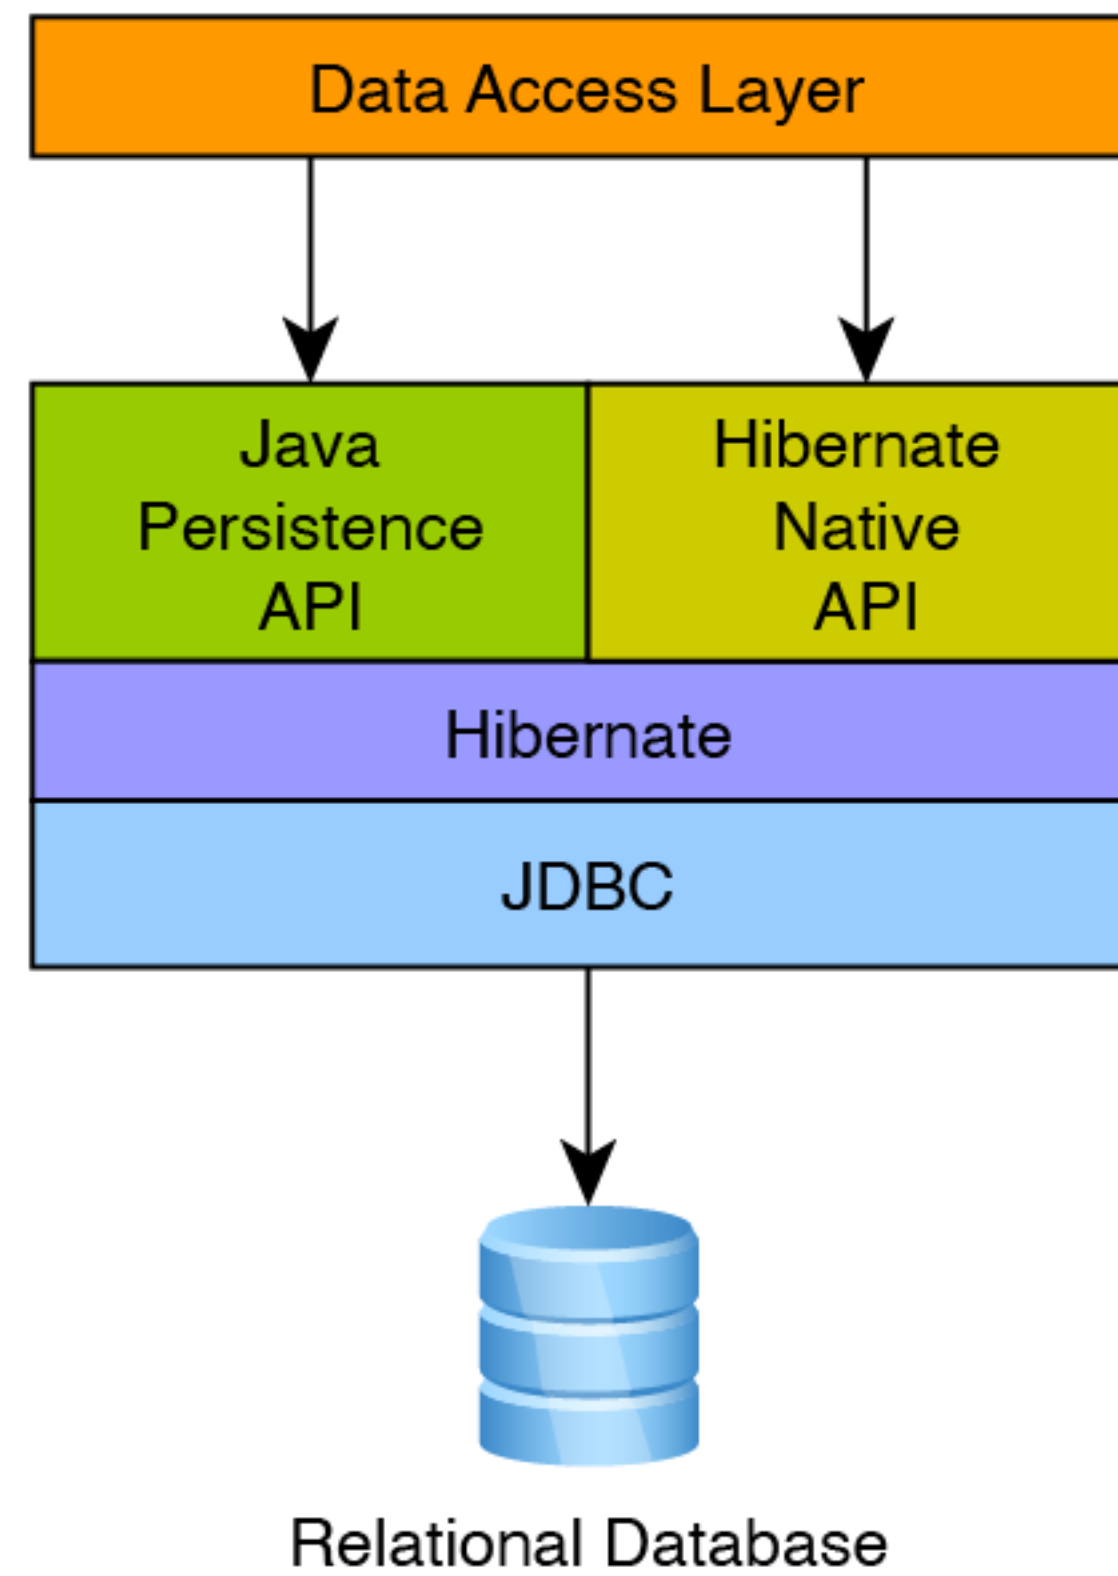 Data Access Layer
Java
Persistence
API
Hibernate
Native
API
Hibernate
JDBC
Relational Database